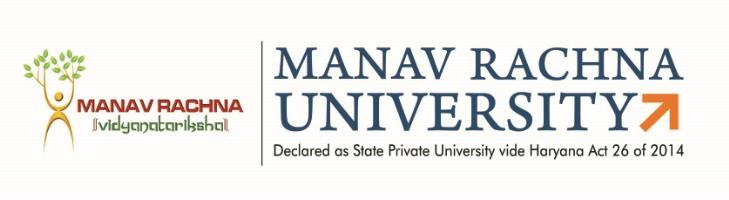 MANAV RACHNA
vidyanatariksha
MANAV RACHNA
UNIVERSITY
Declared as State Private University vide Haryana Act 26 of 2014